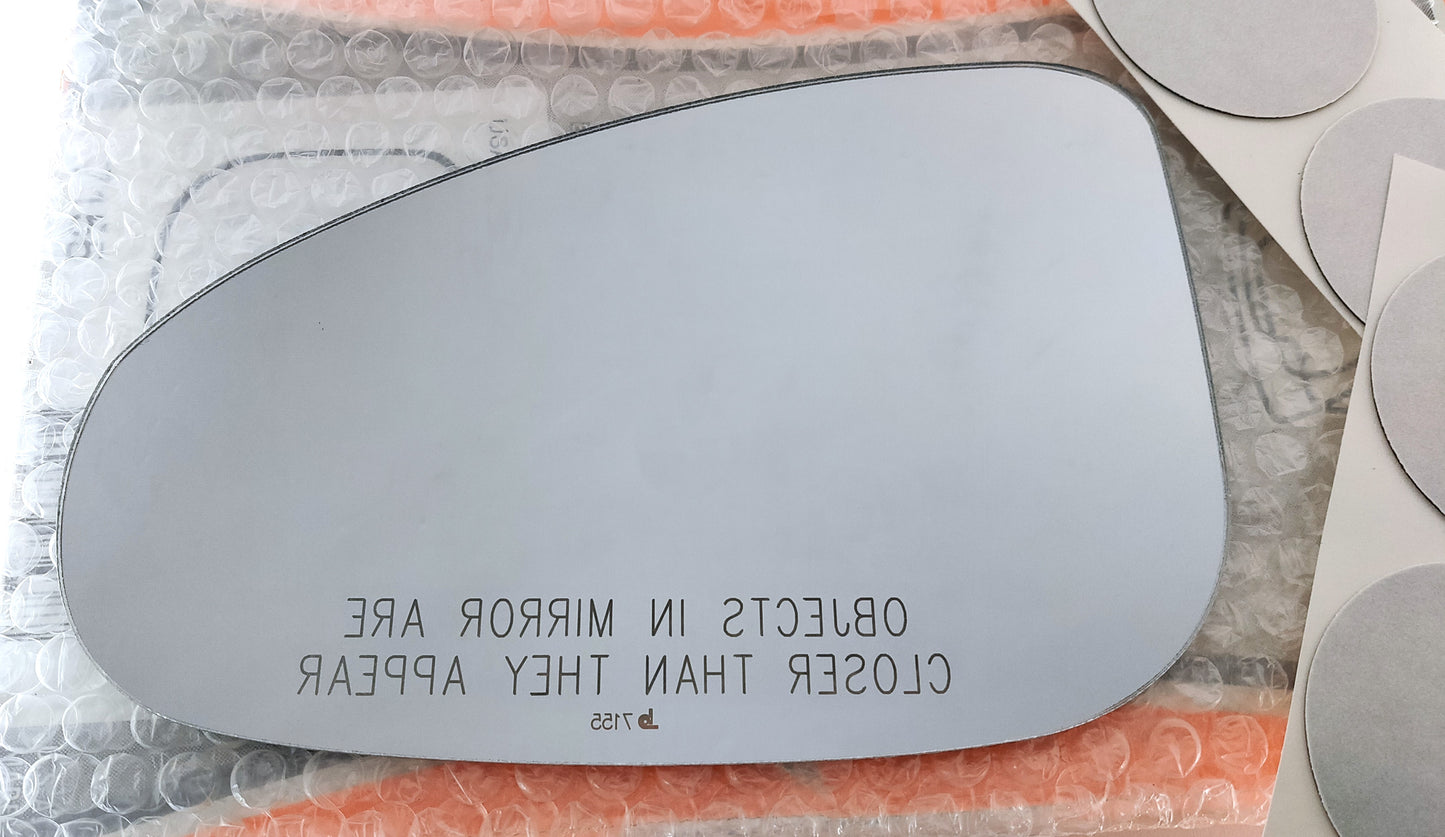 OBJECTS IN MIRROR ARE
CLOSER THAN THEY APPEAR
7155